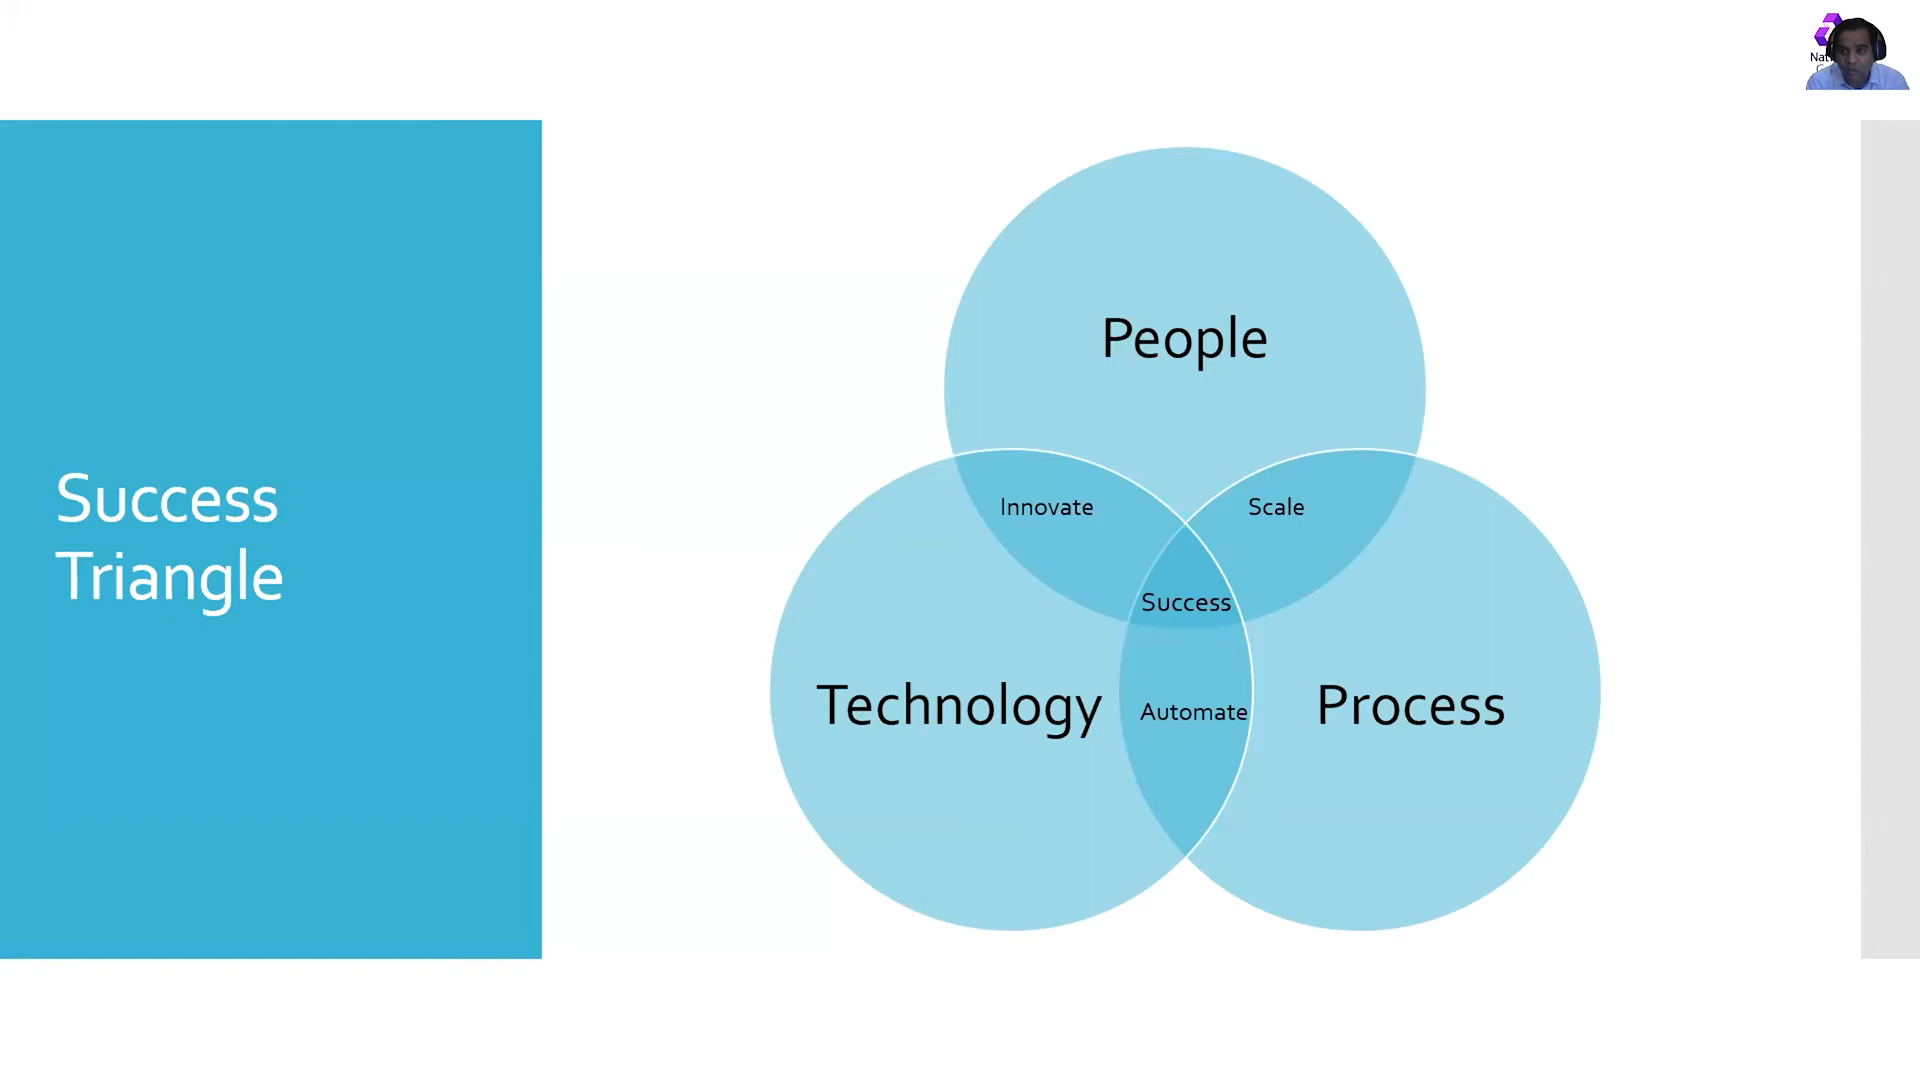 Success
Triangle
People
Innovate
Scale
Success
Technology
Automate
Process